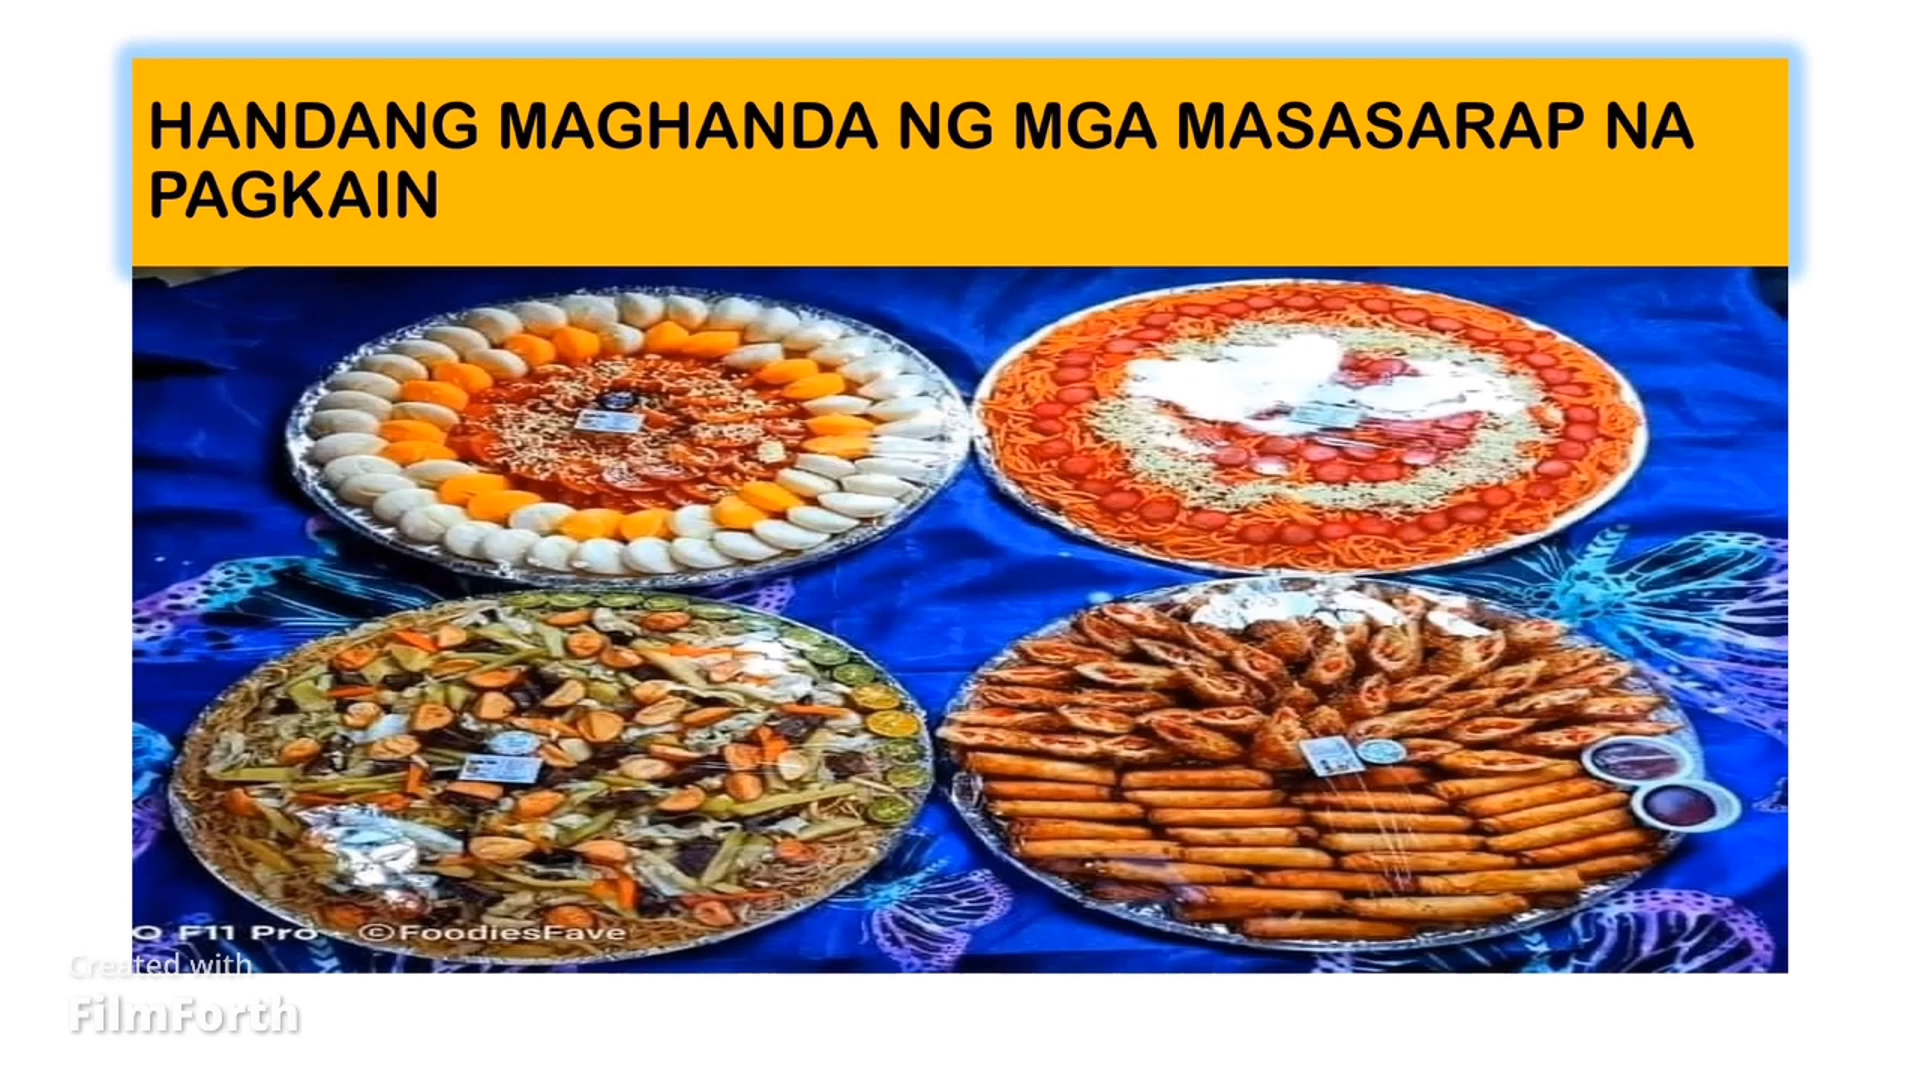 HANDANG MAGHANDA NG MGA MASASARAP NA
PAGKAIN
O F11 Pro ©FoodiesFave
Created with
FilmForth